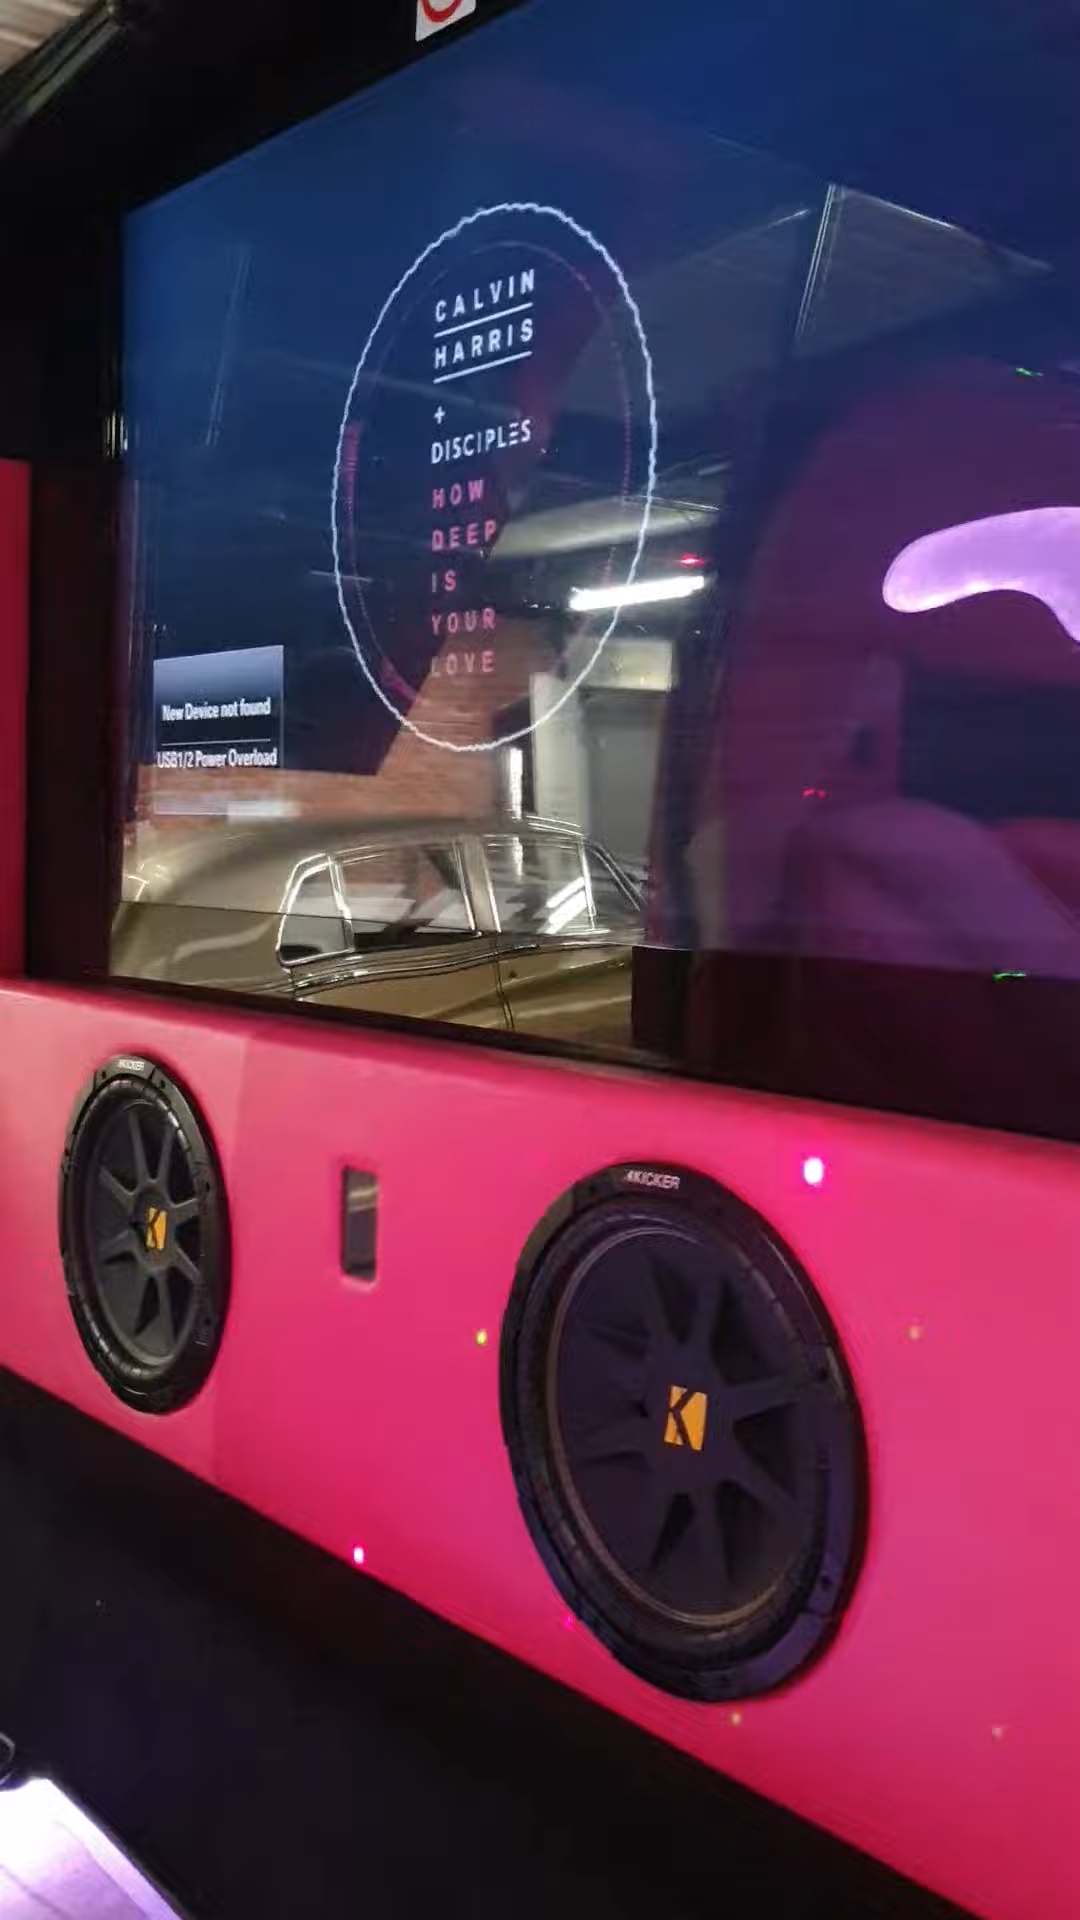 CALVIN
HARRIS
+
DISCIPLES
HOW
DEEP
IS
YOUR
LOVE
New Device not found
USB1/2 Power Overload
KICKER
KICKER
K
K